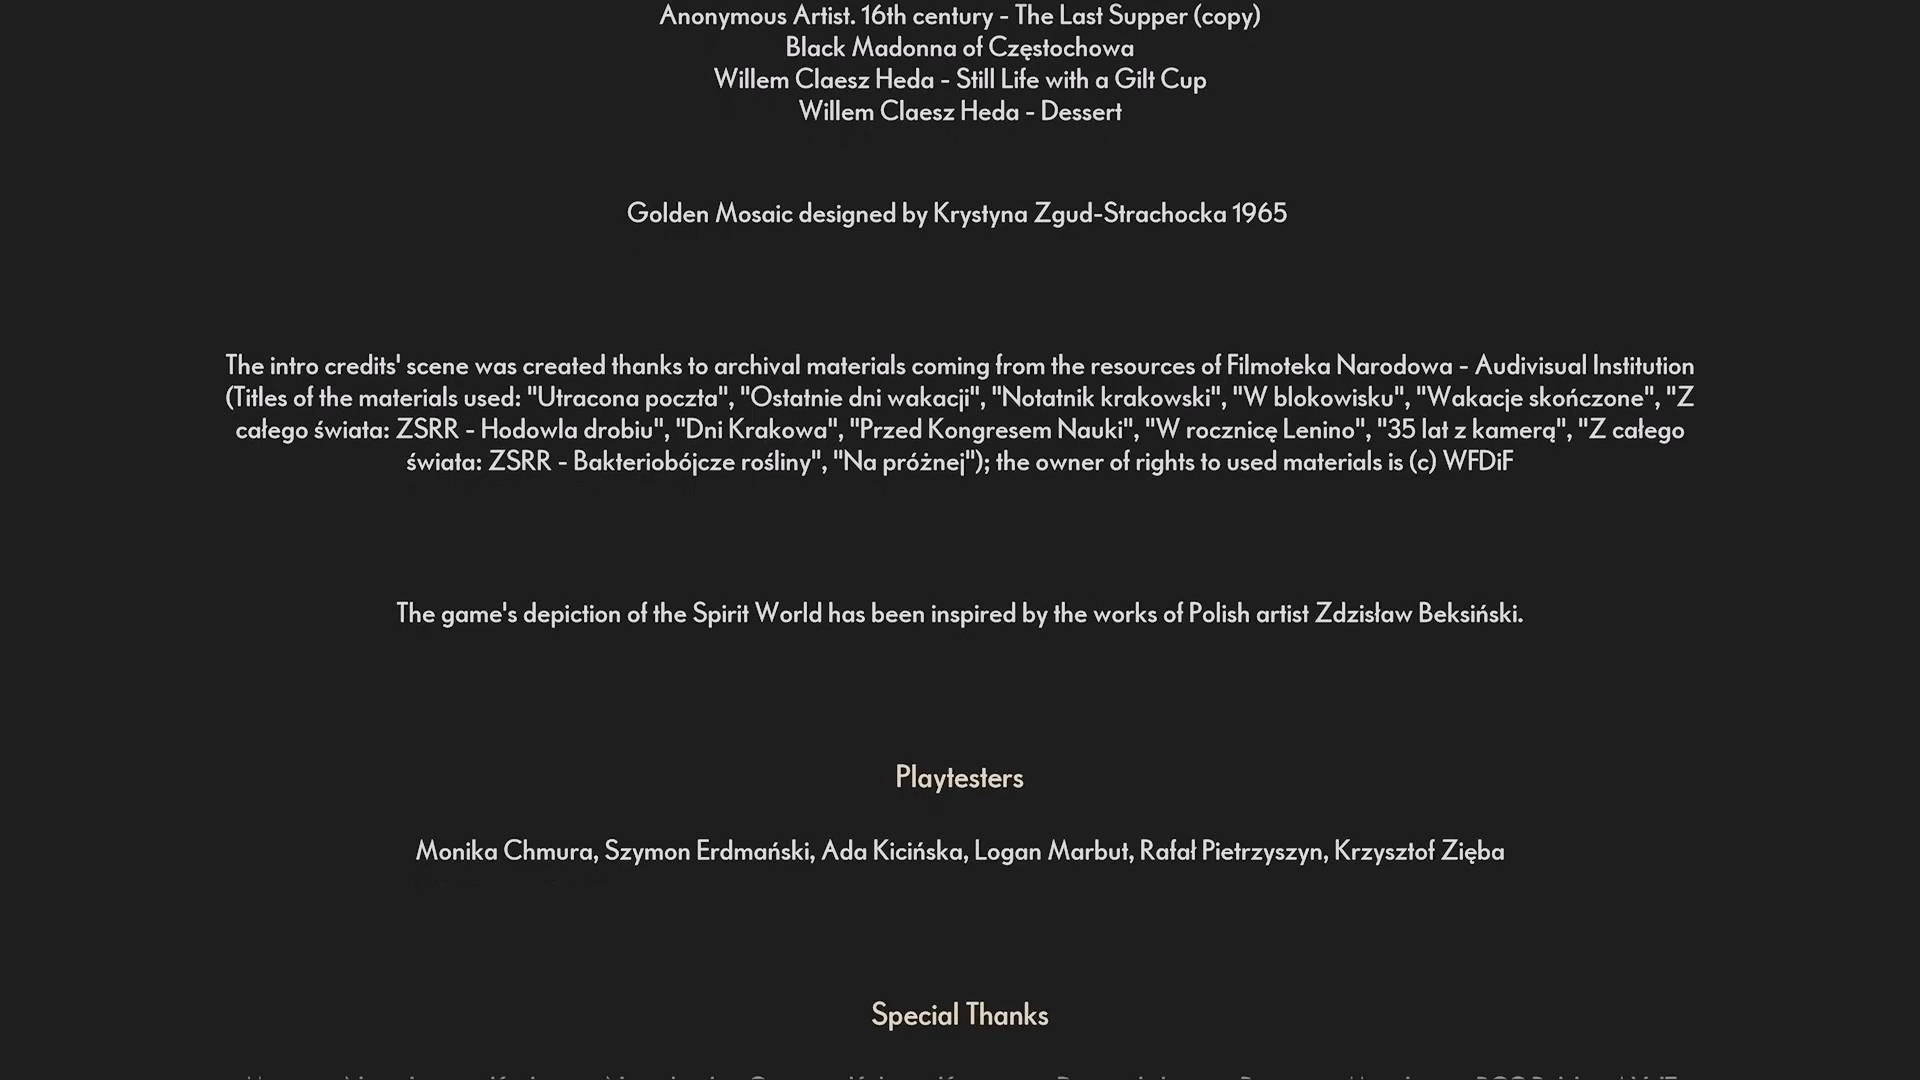 Anonymous Artist. 16th century - The Last Supper (copy)
Black Madonna of Częstochowa
Willem Claesz Heda - Still Life with a Gilt Cup
Willem Claesz Heda - Dessert
Golden Mosaic designed by Krystyna Zgud-Strachocka 1965
The intro credits' scene was created thanks to archival materials coming from the resources of Filmoteka Narodowa - Audivisual Institution
(Titles of the materials used: "Utracona poczta", "Ostatnie dni wakacji", "Notatnik krakowski", "W blokowisku", "Wakacje skończone", "Z
całego świata: ZSRR - Hodowla drobiu", "Dni Krakowa", "Przed Kongresem Nauki", "W rocznicę Lenino", "35 lat z kamerą", "Z całego
świata: ZSRR - Bakteriobójcze rośliny", "Na próżnej"); the owner of rights to used materials is (c) WFDiF
The game's depiction of the Spirit World has been inspired by the works of Polish artist Zdzisław Beksiński.
Playtesters
Monika Chmura, Szymon Erdmański, Ada Kicińska, Logan Marbut, Rafał Pietrzyszyn, Krzysztof Zięba
Special Thanks